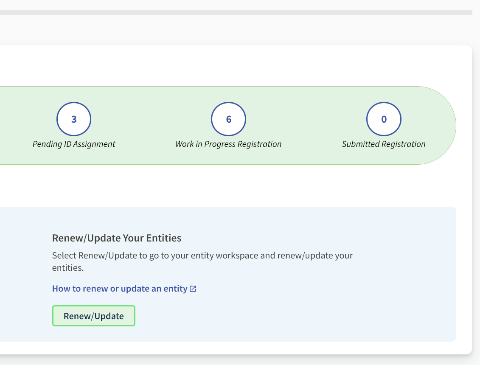 3
6
0
Pending ID Assignment
Work in Progress Registration
Submitted Registration
Renew/Update Your Entities
Select Renew/Update to go to your entity workspace and renew/update your
entities.
How to renew or update an entity
Renew/Update